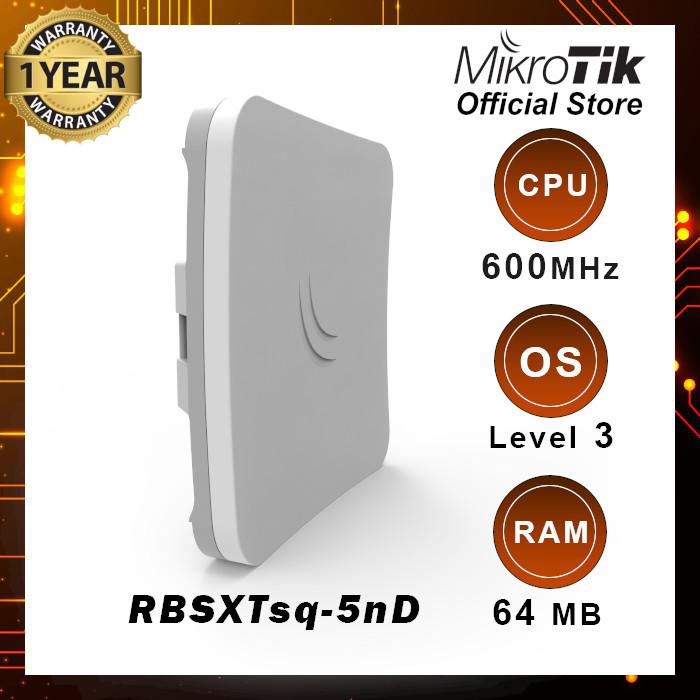 WARRANTY
1 YEAR
WARRANTY
MikroTik
Official Store
CPU
600MHz
OS
Level 3
RAM
64 MB
RBSXTsq-5nD